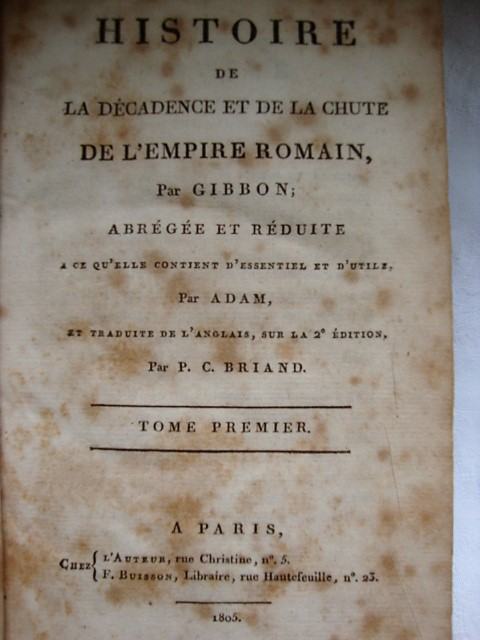 HISTOIRE
DE
LA DÉCADENCE ET DE LA CHUTE
DE L'EMPIRE ROMAIN,
Par GIBBON;
ABRÉGÉE ET RÉDUITE
A CE QU'ELLE CONTIENT D'ESSENTIEL ET D'UTILE,
Par ADAM,
ET TRADUITE DE L'ANGLAIS, SUR LA 2e ÉDITION,
Par P. C. BRIAND.
TOME PREMIER.
A PARIS,
CHEZ { L'AUTEUR, rue Christine, n°. 5.
F. BUISSON, Libraire, rue Hautefeuille, n°. 23.
1805.